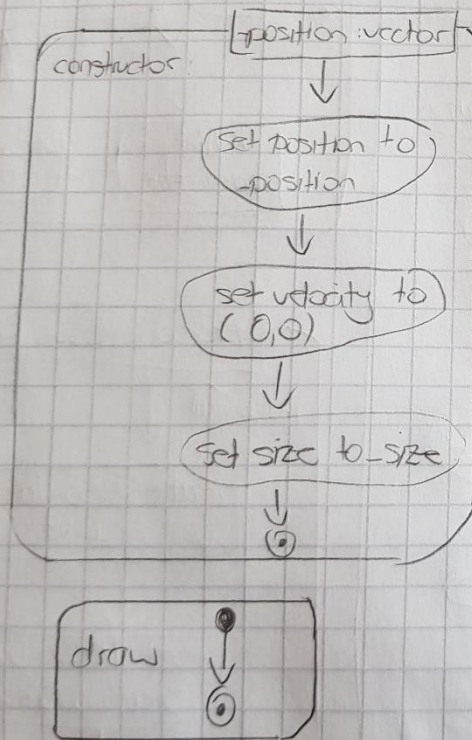 _position: vector
constructor:
set position to
_position
set velocity to
(0,0)
set size to _size
draw